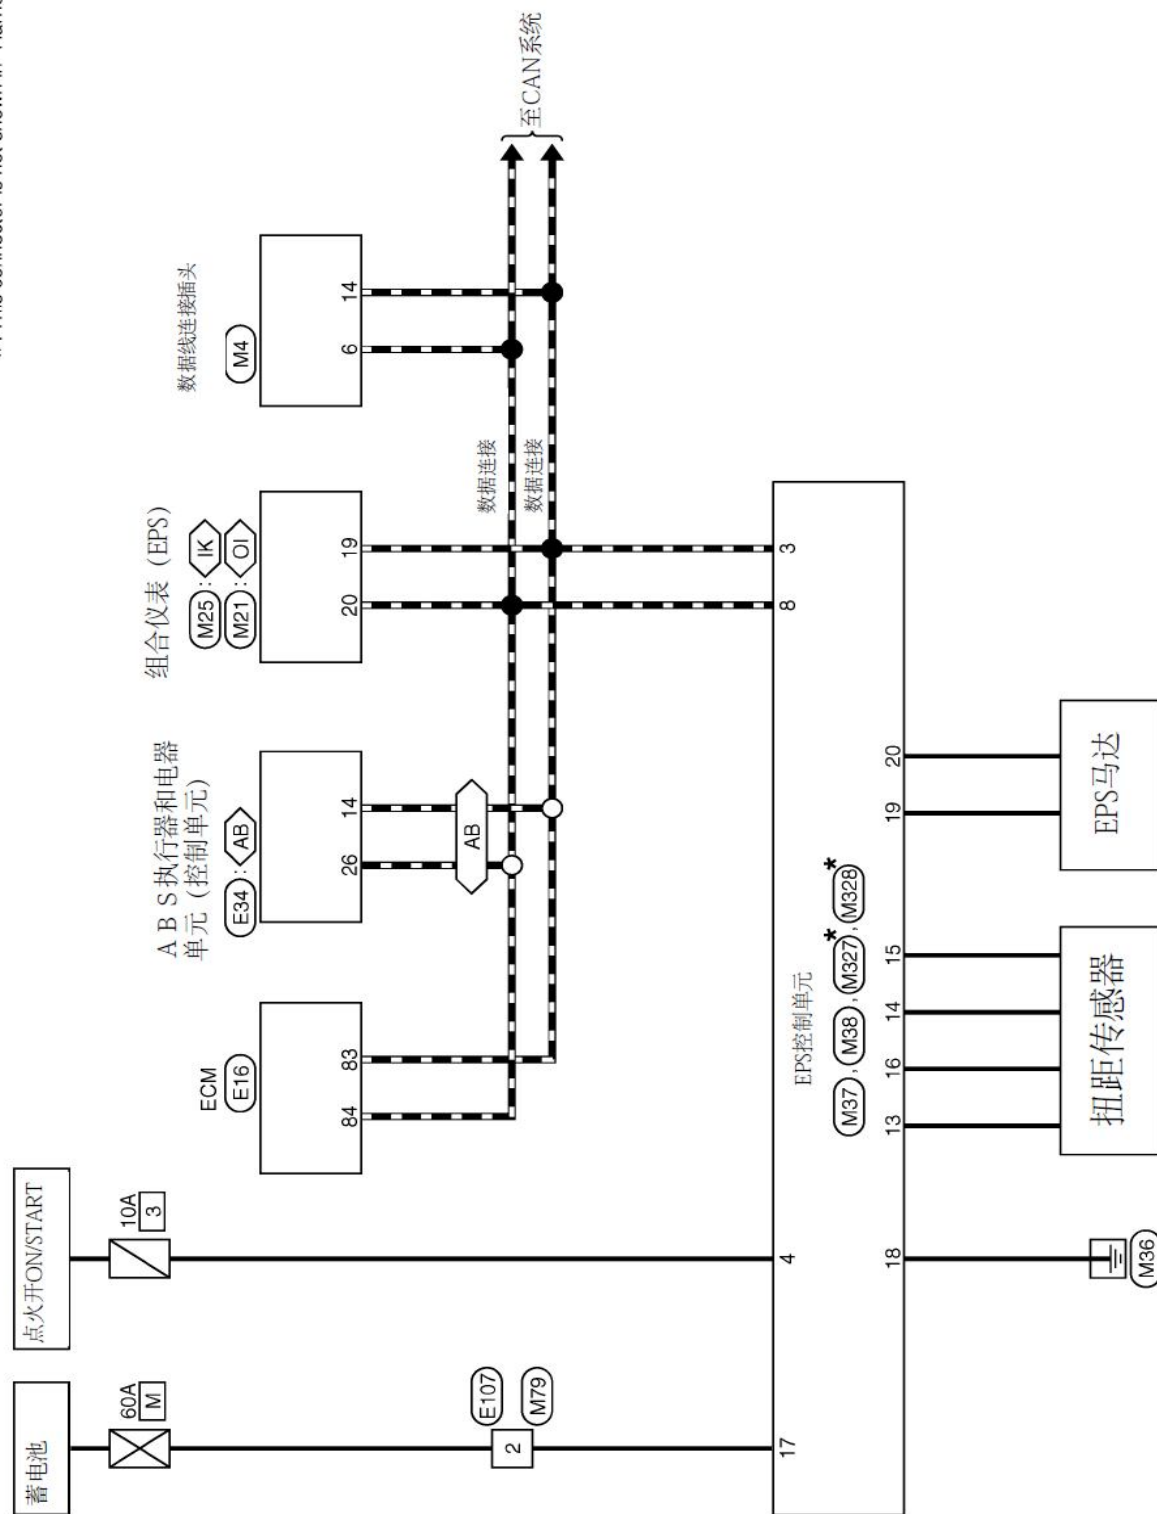 蓄电池
点火开ON/START
60A
M
10A
3
ECM
E16
A B S执行器和电器
单元（控制单元）
E34 : AB
组合仪表（EPS）
M25 : IK
M21 : OI
数据线连接插头
M4
84
83
26
14
20
19
6
14
AB
数据连接
数据连接
至CAN系统
E107
2
M79
17
4
8
3
EPS控制单元
M37 , M38 , M327* , M328*
18
13
16
14
15
19
20
M36
扭距传感器
EPS马达